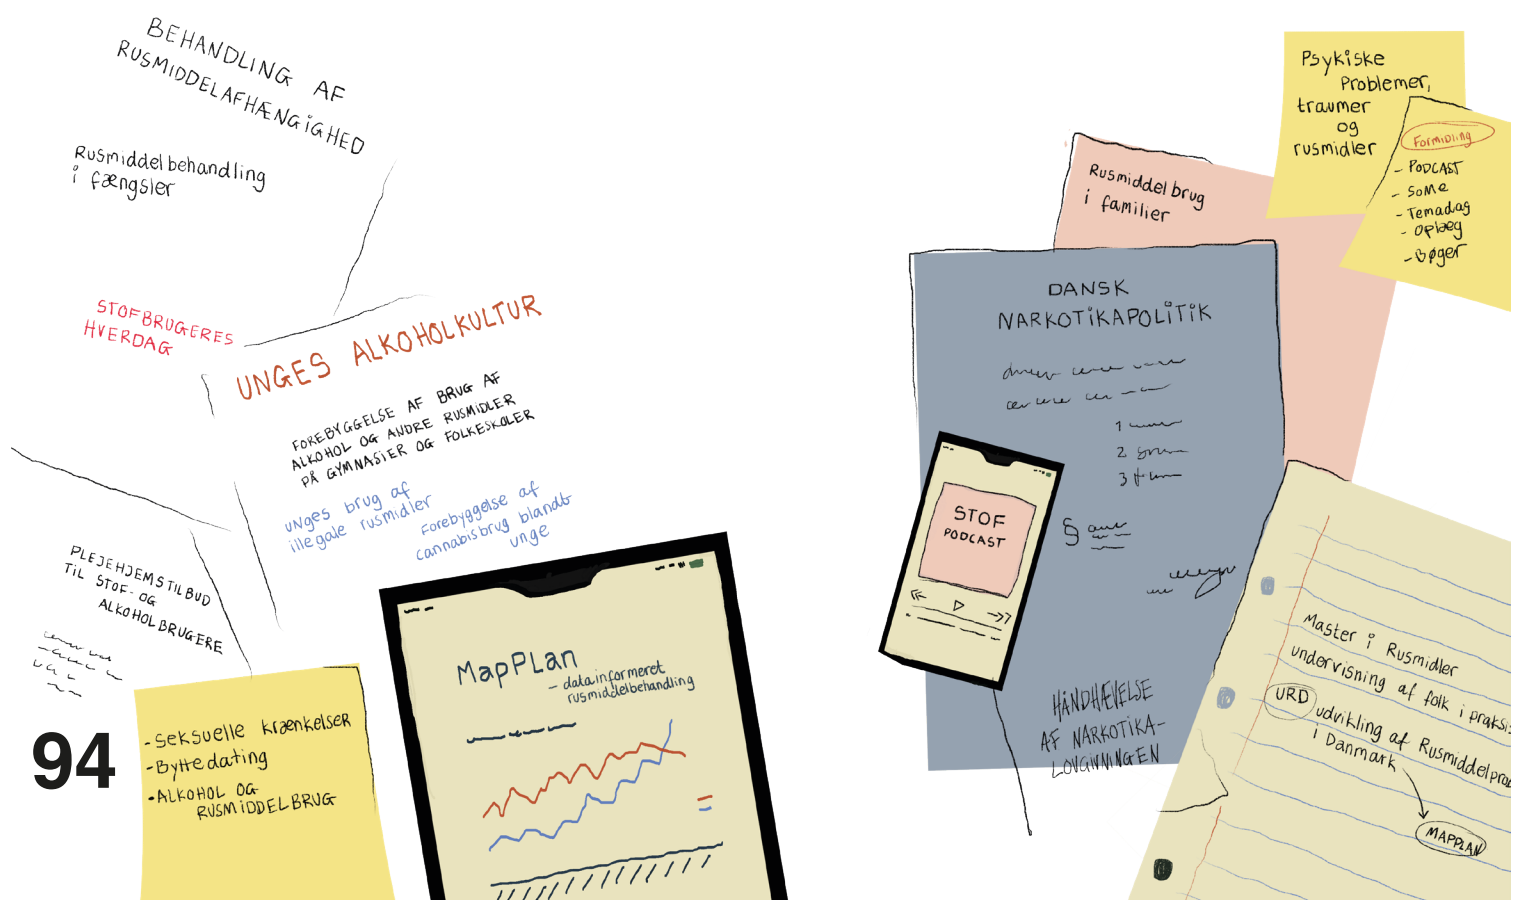 BEHANDLING AF
RUSMIDDELAFHÆNGIGHED
Rusmiddelbehandling
i fængsler
STOFBRUGERES
HVERDAG
UNGES ALKOHOLKULTUR
FOREBYGGELSE AF BRUG AF
ALKOHOL OG ANDRE RUSMIDLER
PÅ GYMNASIER OG FOLKESKOLER
UNges brug af
illegale rusmidler
Forebyggelse af
cannabisbrug blandt
unge
PLEJEHJEMSTILBUD
TIL STOF- OG
ALKOHOLBRUGERE
94
- Seksuelle krænkelser
- Byttedating
• ALKOHOL OG
RUSMIDDELBRUG
MapPLan
- datainformeret
rusmiddelbehandling
Psykiske
Problemer,
traumer
og
rusmidler
Formidling
- PODCAST
- SoMe
- Temadag
- Oplæg
- Bøger
Rusmiddelbrug
i familier
DANSK
NARKOTIKAPOLITIK
1
2
3
§
STOF
PODCAST
HÅNDHÆVELSE
AF NARKOTIKA-
LOVGIVNINGEN
Master i Rusmidler
undervisning af folk i praksis
URD
udvikling af Rusmiddelprax
i Danmark
MAPPLAN